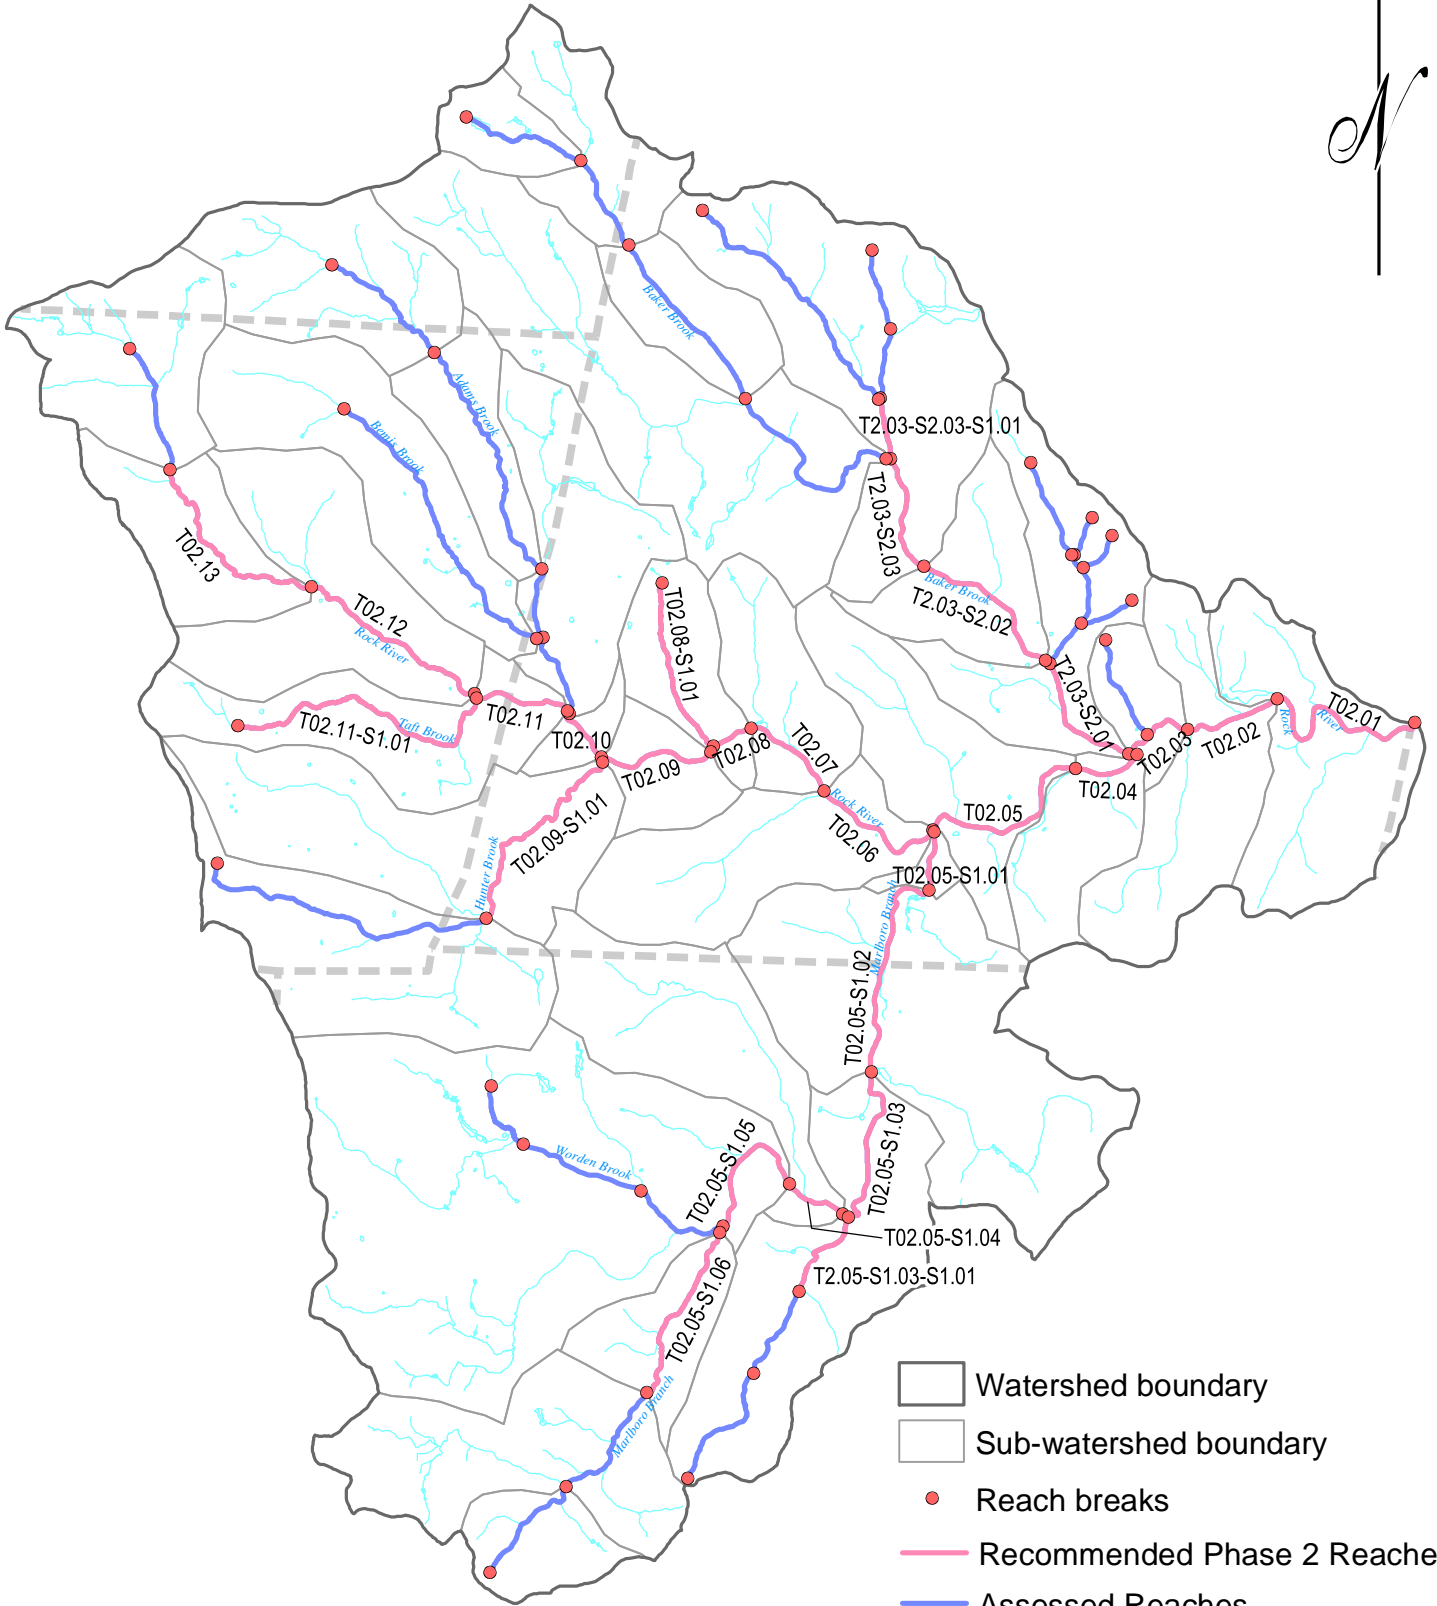 N
Baker Brook
T2.03-S2.03-S1.01
Adams Brook
Bemis Brook
T2.03-S2.03
T02.13
Baker Brook
T2.03-S2.02
T02.12
Rock River
T02.08-S1.01
T2.03-S2.01
T02.11
T02.01
Rock River
T02.11-S1.01
Taft Brook
T02.10
T02.08
T02.03
T02.02
T02.09
T02.07
T02.04
Rock River
T02.05
T02.06
T02.09-S1.01
Hunter Brook
T02.05-S1.01
Marlboro Branch
T02.05-S1.02
T02.05-S1.03
T02.05-S1.05
Worden Brook
T02.05-S1.04
T2.05-S1.03-S1.01
T02.05-S1.06
Marlboro Branch
Watershed boundary
Sub-watershed boundary
Reach breaks
Recommended Phase 2 Reache
Assessed Reaches